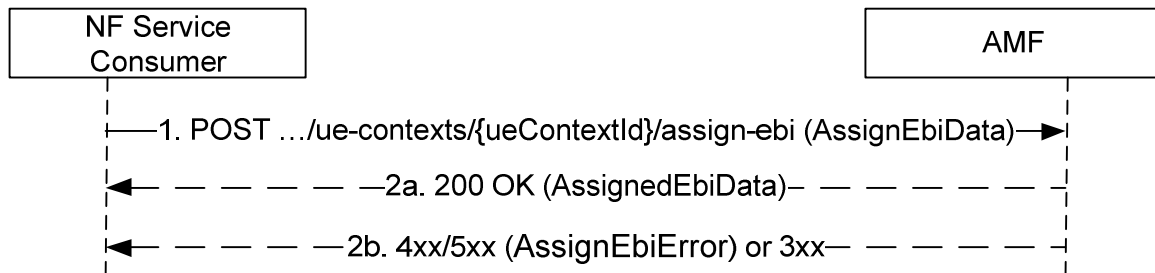 NF Service
Consumer
AMF
1. POST …/ue-contexts/{ueContextId}/assign-ebi (AssignEbiData)
2a. 200 OK (AssignedEbiData)
2b. 4xx/5xx (AssignEbiError) or 3xx